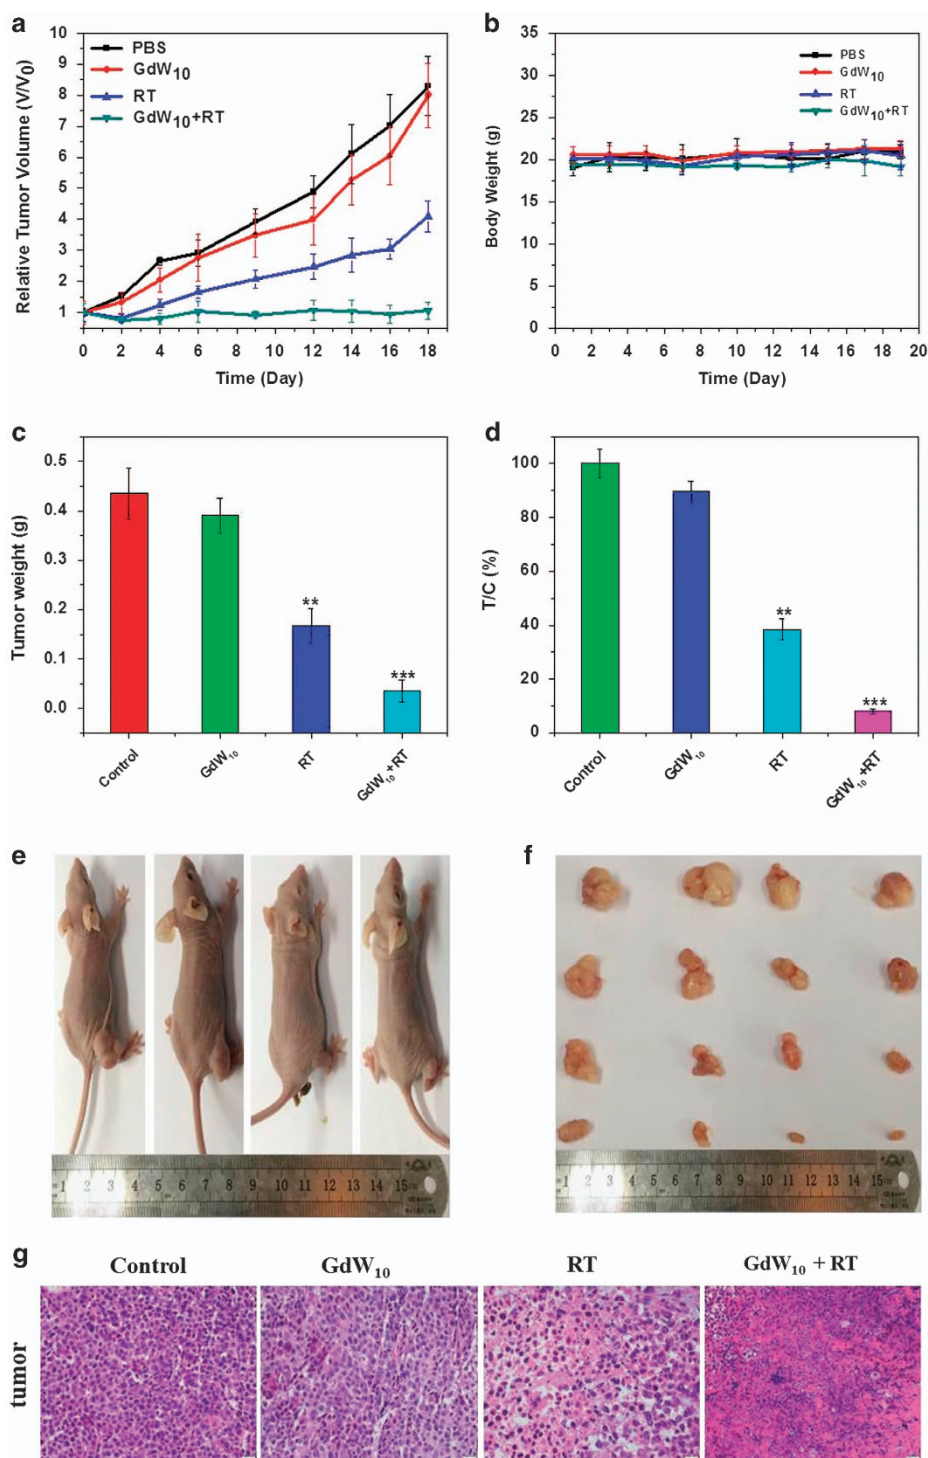 a
10
9
8
7
6
5
4
3
2
1
Relative Tumor Volume (V/V₀)
PBS
GdW₁₀
RT
GdW₁₀+RT
0 2 4 6 8 10 12 14 16 18
Time (Day)
b
35
30
25
20
15
10
5
0
Body Weight (g)
PBS
GdW₁₀
RT
GdW₁₀+RT
0 2 4 6 8 10 12 14 16 18 20
Time (Day)
c
0.5
0.4
0.3
0.2
0.1
0.0
Tumor weight (g)
**
***
Control
GdW₁₀
RT
GdW₁₀+RT
d
100
80
60
40
20
0
T/C (%)
**
***
Control
GdW₁₀
RT
GdW₁₀+RT
e
1 2 3 4 5 6 7 8 9 10 11 12 13 14 15
f
1 2 3 4 5 6 7 8 9 10 11 12 13 14 15
g
Control GdW₁₀ RT GdW₁₀ + RT
tumor